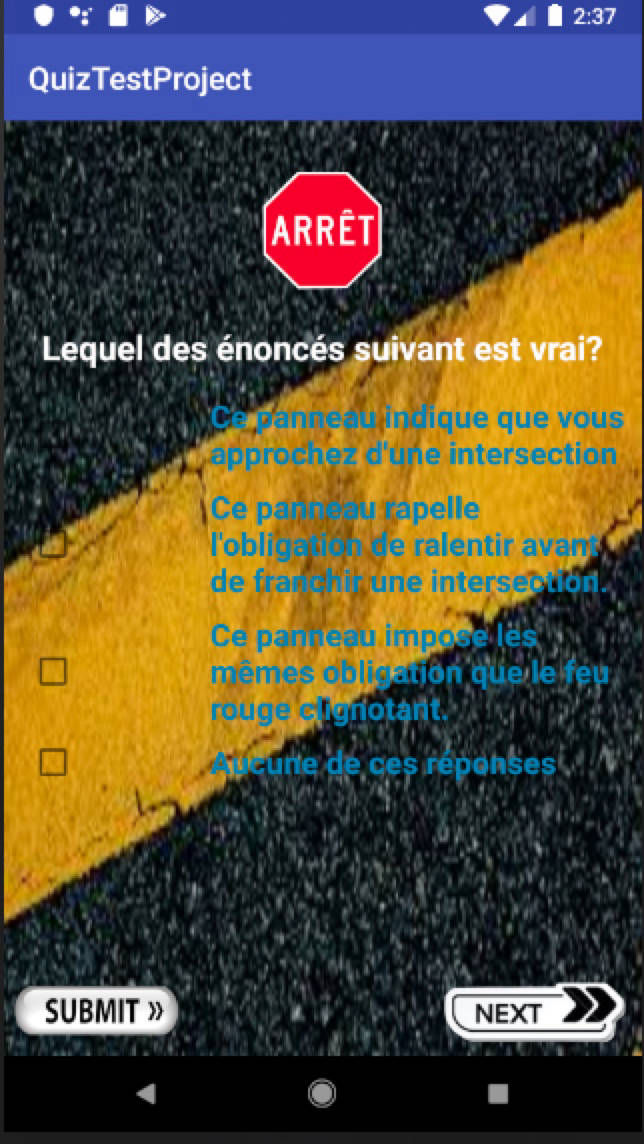 2:37
QuizTestProject
ARRÊT
Lequel des énoncés suivant est vrai?
Ce panneau indique que vous
approchez d'une intersection
Ce panneau rapelle
l'obligation de ralentir avant
de franchir une intersection.
Ce panneau impose les
mêmes obligation que le feu
rouge clignotant.
Aucune de ces réponses
SUBMIT »
NEXT